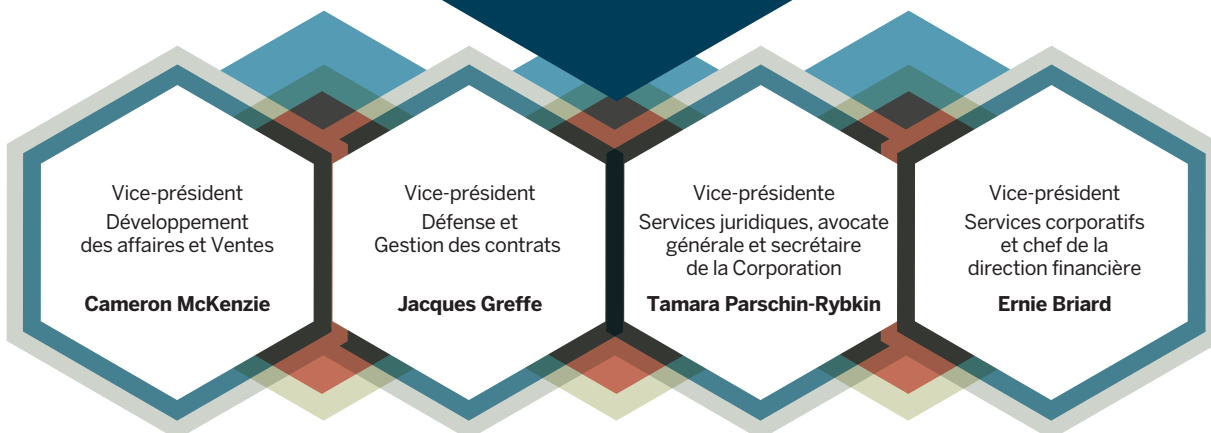 Vice-président
Développement
des affaires et Ventes
Cameron McKenzie
Vice-président
Défense et
Gestion des contrats
Jacques Greffe
Vice-présidente
Services juridiques, avocate
générale et secrétaire
de la Corporation
Tamara Parschin-Rybkin
Vice-président
Services corporatifs
et chef de la
direction financière
Ernie Briard